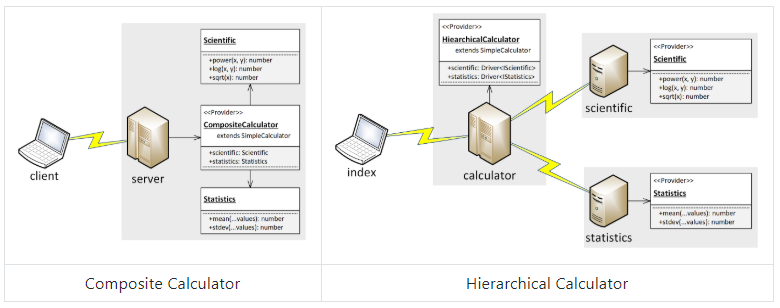 Scientific
+power(x, y): number
+log(x, y): number
+sqrt(x): number
<<Provider>>
CompositeCalculator
extends SimpleCalculator
+scientific: Scientific
+statistics: Statistics
client
server
Statistics
+mean(...values): number
+stdev(...values): number
<<Provider>>
HiearchicalCalculator
extends SimpleCalculator
+scientific: Driver<IScientific>
+statistics: Driver<IStatistics>
index
calculator
<<Provider>>
Scientific
+power(x, y): number
+log(x, y): number
+sqrt(x): number
scientific
<<Provider>>
Statistics
+mean(...values): number
+stdev(...values): number
statistics
Composite Calculator
Hierarchical Calculator